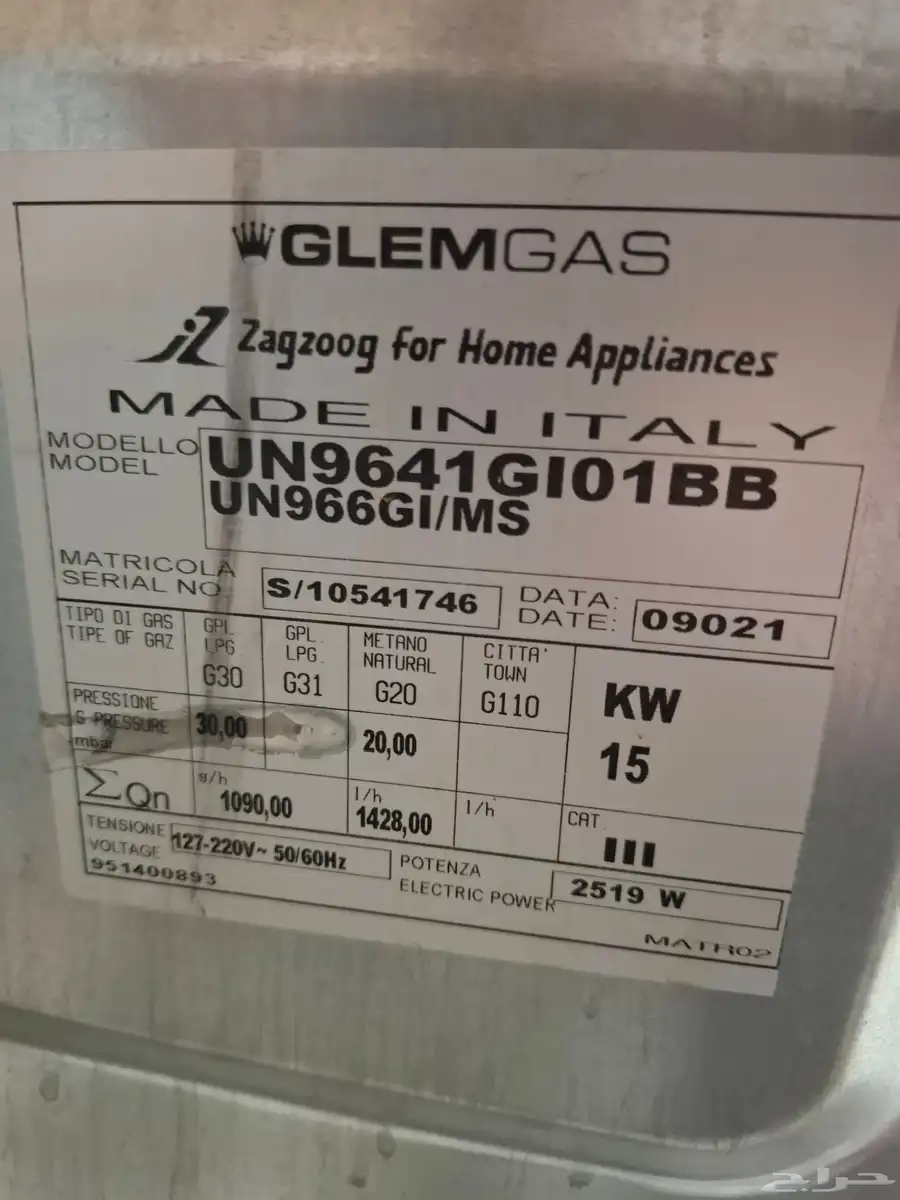 GLEMGAS
Zagzoog for Home Appliances
MADE IN ITALY
MODELLO
MODEL
UN9641GI01BB
UN966GI/MS
MATRICOLA
SERIAL NO
S/10541746
DATA:
DATE:
09021
TIPO DI GAS
TIPE OF GAZ
GPL
LPG
G30
GPL.
LPG.
G31
METANO
NATURAL
G20
CITTA'
TOWN
G110
KW
15
PRESSIONE
G PRESSURE
mbar
30,00
20,00
ΣQn
g/h
1090,00
l/h
1428,00
l/h
CAT
III
TENSIONE
VOLTAGE
127-220V~ 50/60Hz
POTENZA
ELECTRIC POWER
2519 W
951400893
MATR02
حراج